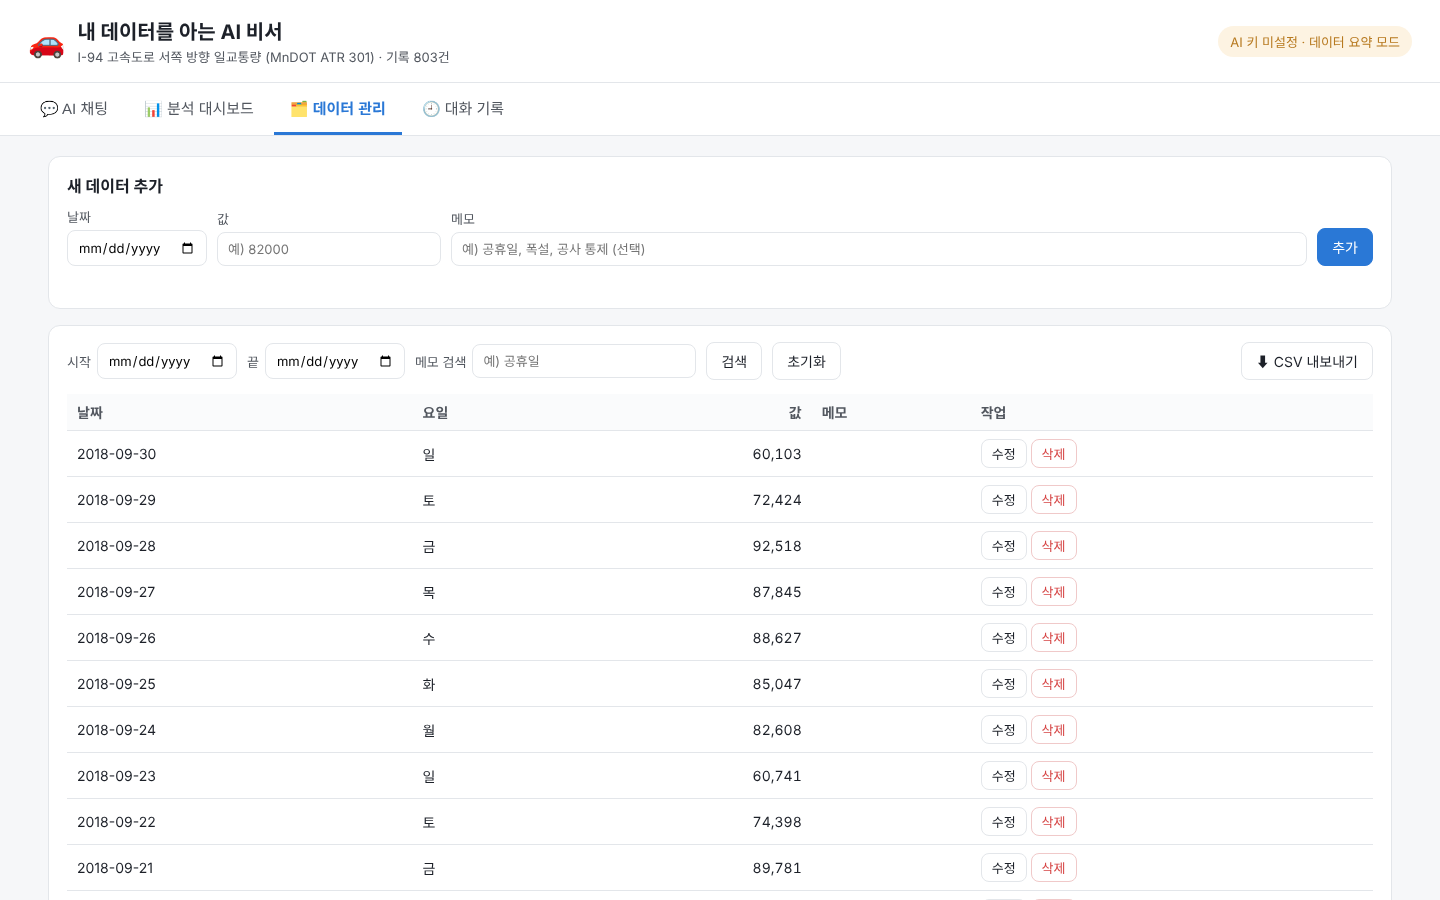 내 데이터를 아는 AI 비서
I-94 고속도로 서쪽 방향 일교통량 (MnDOT ATR 301) · 기록 803건
AI 키 미설정 · 데이터 요약 모드
AI 채팅
분석 대시보드
데이터 관리
대화 기록
새 데이터 추가
날짜 값 메모
mm/dd/yyyy 예) 82000 예) 공휴일, 폭설, 공사 통제 (선택) 추가
시작 mm/dd/yyyy 끝 mm/dd/yyyy 메모 검색 예) 공휴일 검색 초기화 ⬇ CSV 내보내기
날짜 요일 값 메모 작업
2018-09-30 일 60,103 수정 삭제
2018-09-29 토 72,424 수정 삭제
2018-09-28 금 92,518 수정 삭제
2018-09-27 목 87,845 수정 삭제
2018-09-26 수 88,627 수정 삭제
2018-09-25 화 85,047 수정 삭제
2018-09-24 월 82,608 수정 삭제
2018-09-23 일 60,741 수정 삭제
2018-09-22 토 74,398 수정 삭제
2018-09-21 금 89,781 수정 삭제